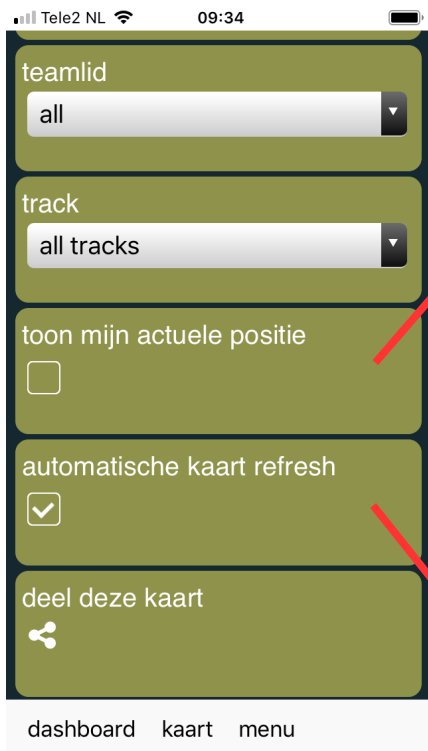 Tele2 NL 09:34
teamlid
all
track
all tracks
toon mijn actuele positie
automatische kaart refresh
deel deze kaart
dashboard kaart menu